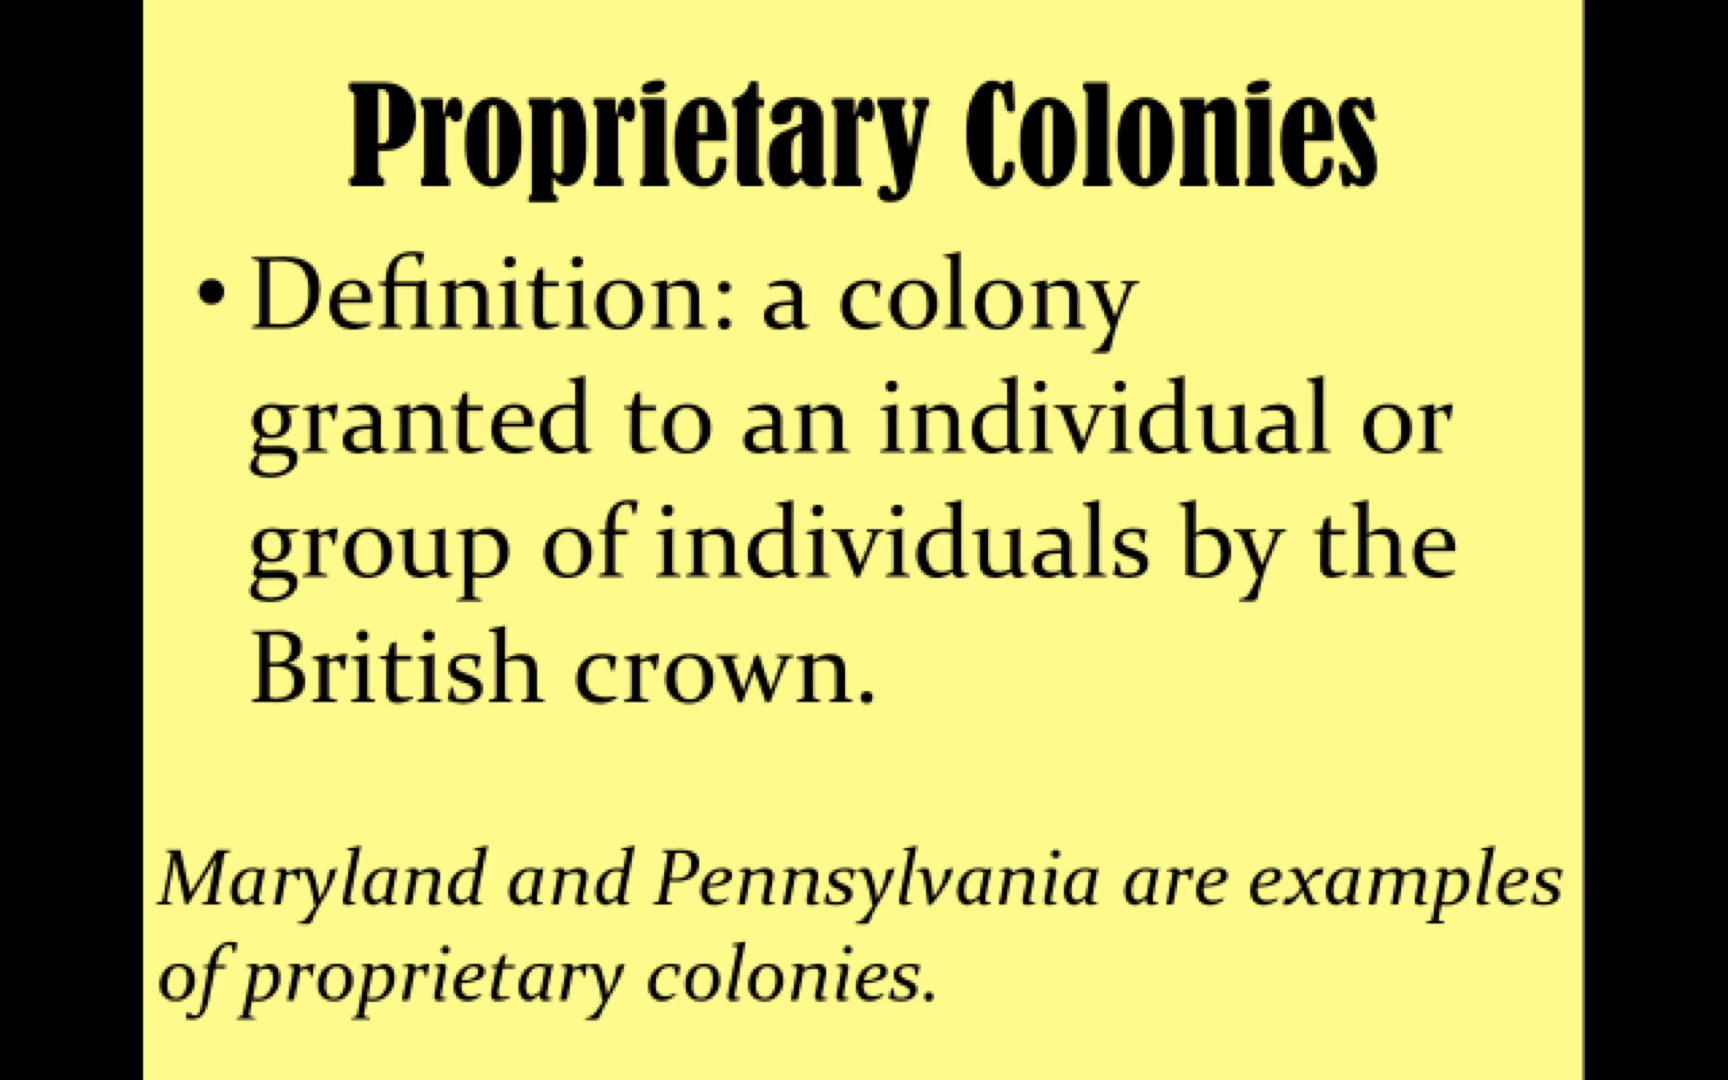 Proprietary Colonies
• Definition: a colony
granted to an individual or
group of individuals by the
British crown.
Maryland and Pennsylvania are examples
of proprietary colonies.